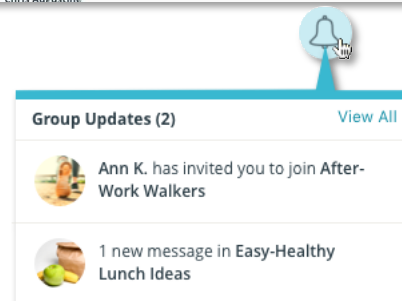 Group Updates (2) View All
Ann K. has invited you to join After-
Work Walkers
1 new message in Easy-Healthy
Lunch Ideas